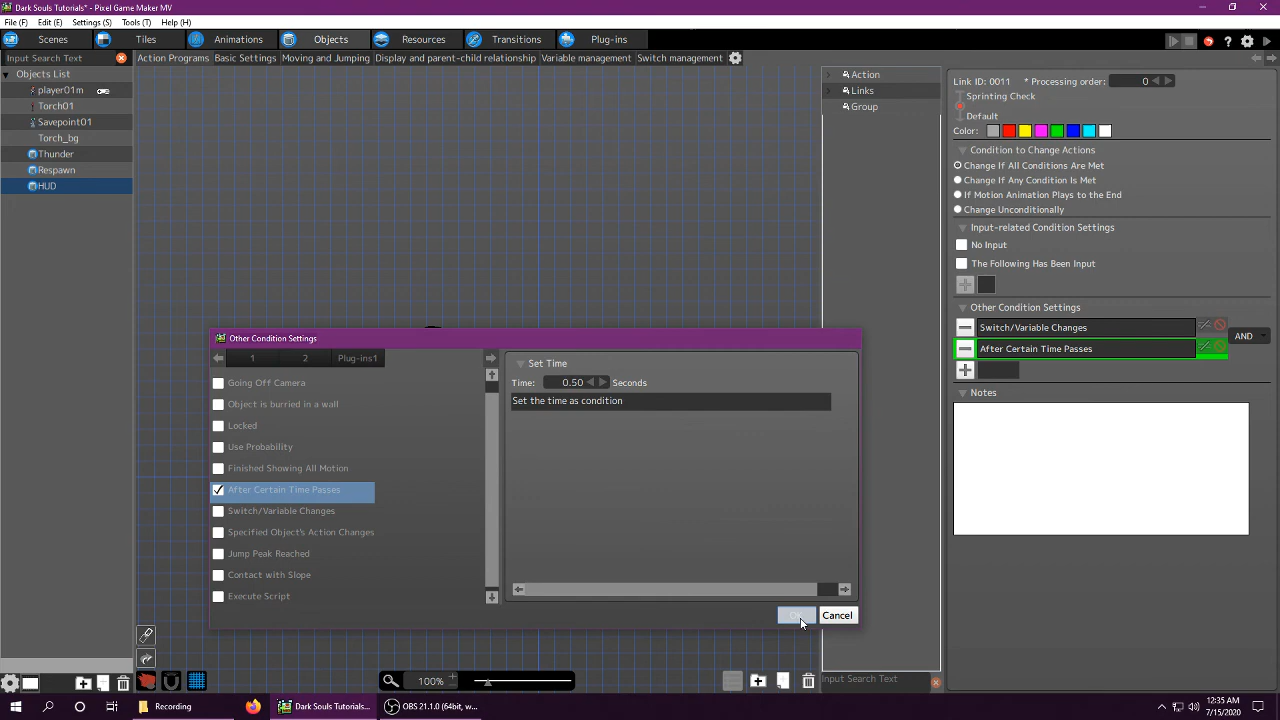 Dark Souls Tutorials* - Pixel Game Maker MV
File (F) Edit (E) Settings (S) Tools (T) Help (H)
Scenes Tiles Animations Objects Resources Transitions Plug-ins
Input Search Text Action Programs Basic Settings Moving and Jumping Display and parent-child relationship Variable management Switch management
Objects List
player01m
Torch01
Savepoint01
Torch_bg
Thunder
Respawn
HUD
Action
Links
Group
Link ID: 0011 * Processing order: 0
Sprinting Check
Default
Color:
Condition to Change Actions
Change If All Conditions Are Met
Change If Any Condition Is Met
If Motion Animation Plays to the End
Change Unconditionally
Input-related Condition Settings
No Input
The Following Has Been Input
Other Condition Settings
Switch/Variable Changes
AND
After Certain Time Passes
Notes
Other Condition Settings
1 2 Plug-ins1
Going Off Camera
Object is burried in a wall
Locked
Use Probability
Finished Showing All Motion
After Certain Time Passes
Switch/Variable Changes
Specified Object's Action Changes
Jump Peak Reached
Contact with Slope
Execute Script
Set Time
Time: 0.50 Seconds
Set the time as condition
Cancel
100%
Input Search Text
Recording
Dark Souls Tutorials...
OBS 21.1.0 (64bit, w...
12:35 AM
7/15/2020